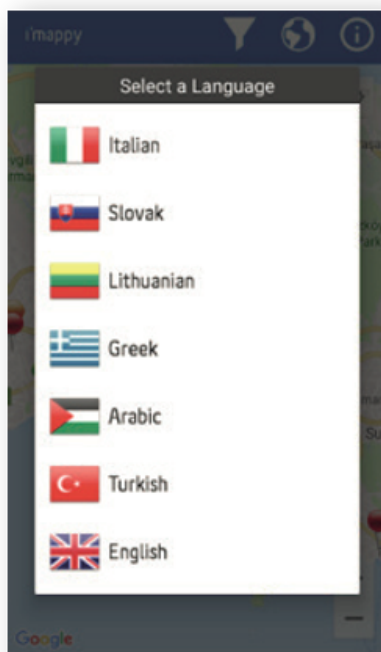 i'mappy
Select a Language
Italian
Slovak
Lithuanian
Greek
Arabic
Turkish
English
Google